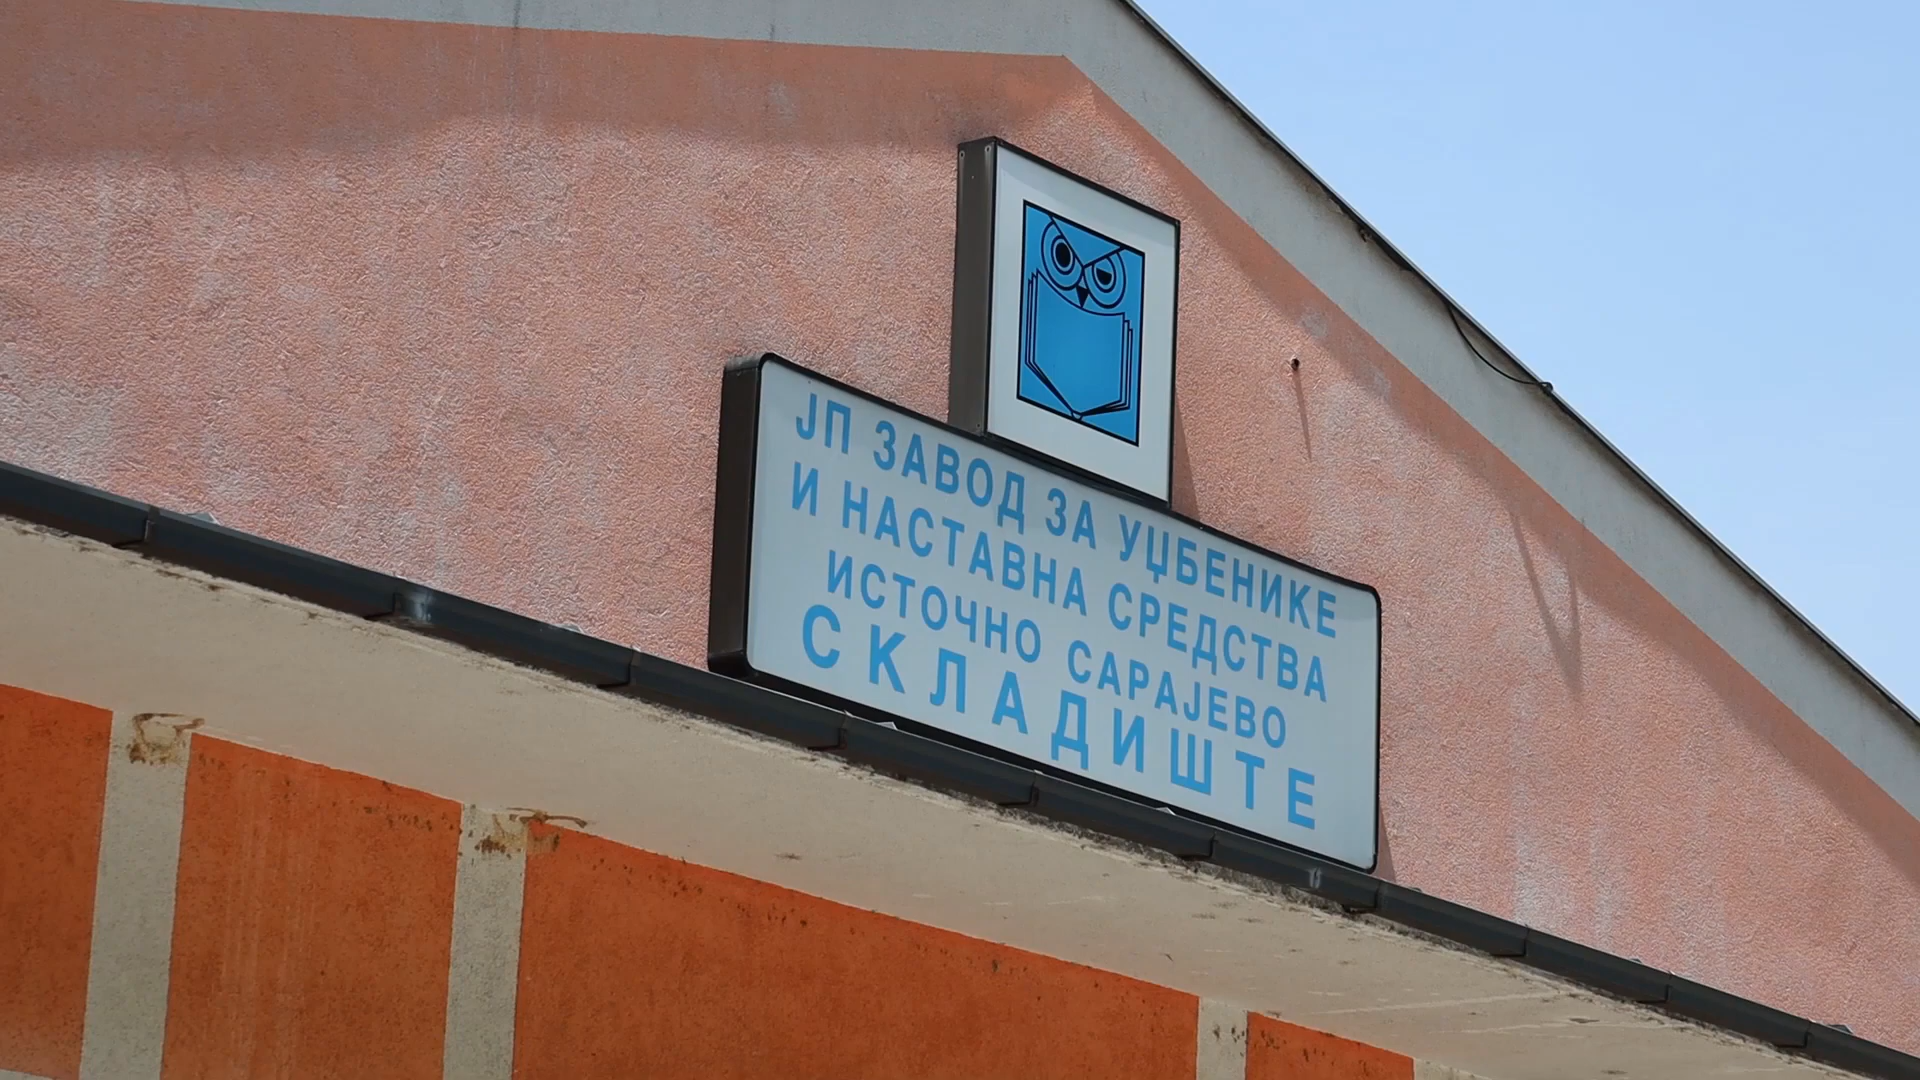 ЈП ЗАВОД ЗА УЏБЕНИКЕ
И НАСТАВНА СРЕДСТВА
ИСТОЧНО САРАЈЕВО
СКЛАДИШТЕ